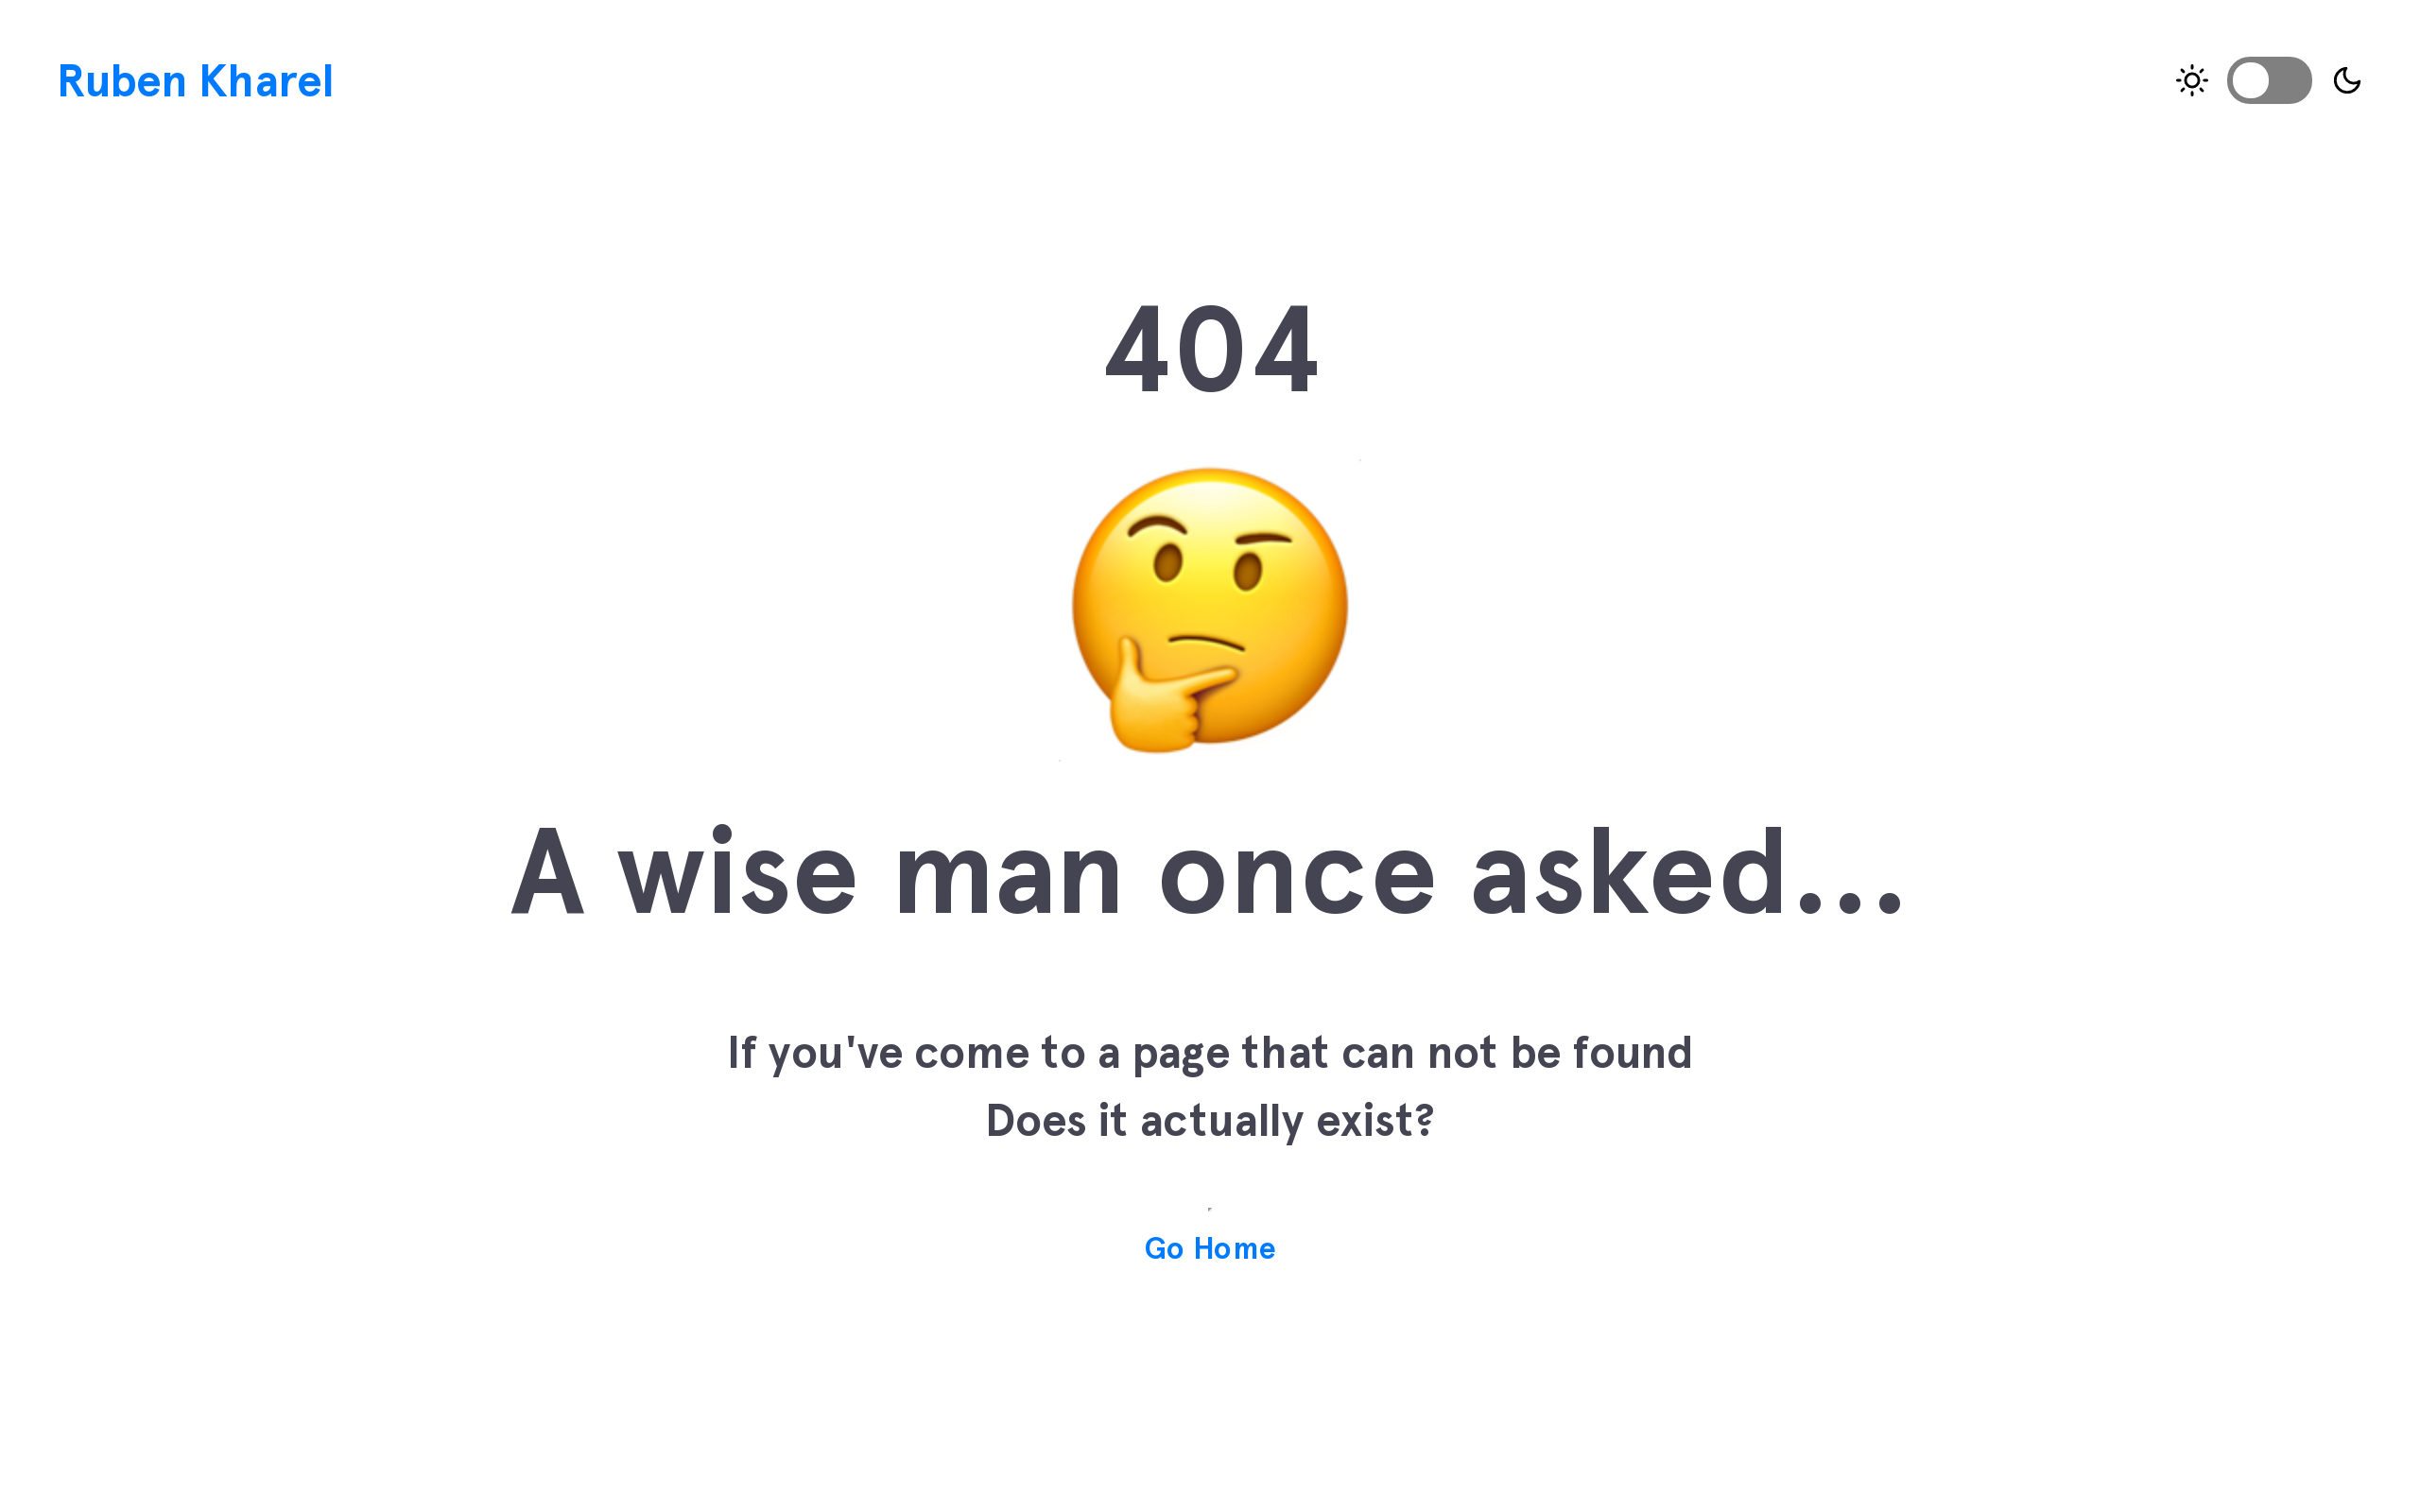 Ruben Kharel
404
A wise man once asked...
If you've come to a page that can not be found
Does it actually exist?
Go Home